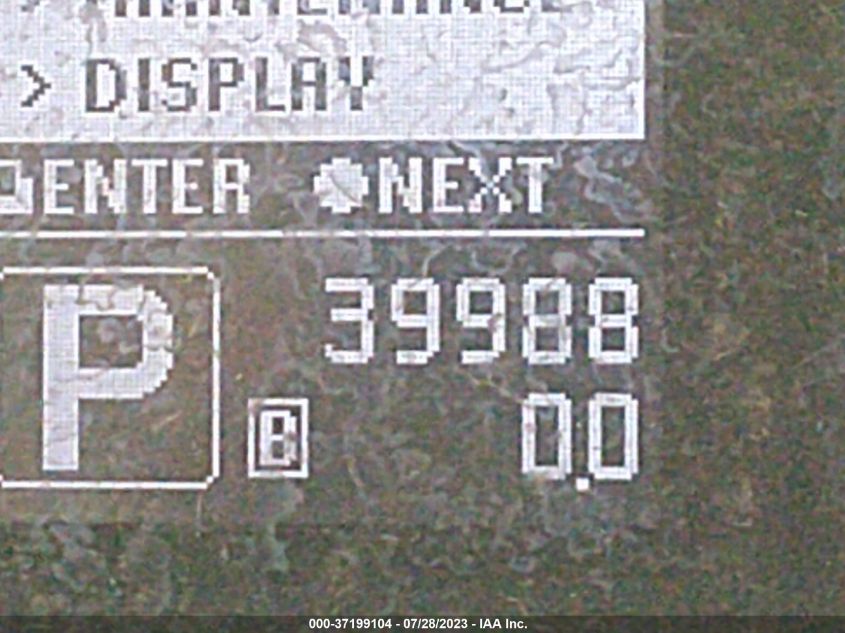 > DISPLAY
ENTER NEXT
39988
P
B 0.0
000-37199104 - 07/28/2023 - IAA Inc.